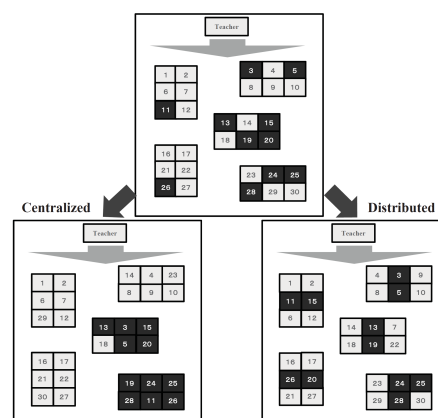 Teacher
1 2
3 4 5
6 7
8 9 10
11 12
13 14 15
18 19 20
16 17
21 22
23 24 25
26 27
28 29 30
Centralized
Distributed
Teacher
1 2
14 4 23
6 7
8 9 10
29 12
13 3 15
18 5 20
16 17
21 22
19 24 25
30 27
28 11 26
Teacher
1 2
4 3 9
11 15
8 5 10
6 12
14 13 7
18 19 22
16 17
26 20
23 24 25
21 27
29 28 30